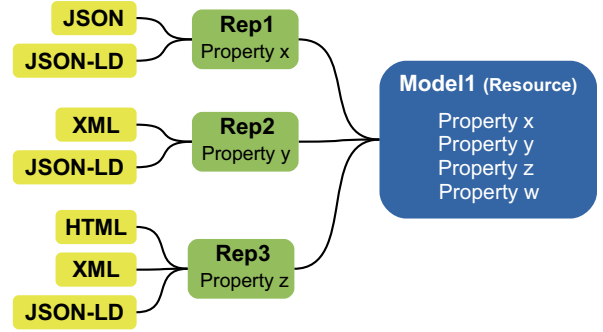 JSON
JSON-LD
Rep1
Property x
XML
JSON-LD
Rep2
Property y
HTML
XML
JSON-LD
Rep3
Property z
Model1 (Resource)
Property x
Property y
Property z
Property w